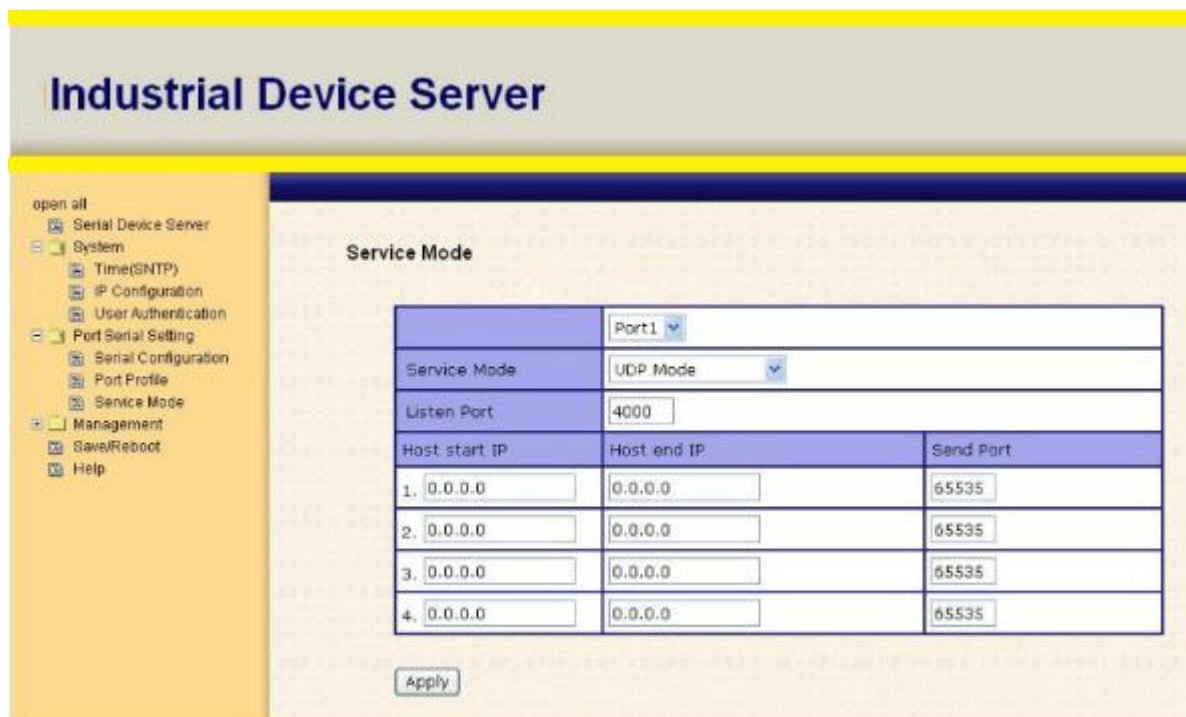 Industrial Device Server
open all
Serial Device Server
System
Time(SNTP)
IP Configuration
User Authentication
Port Serial Setting
Serial Configuration
Port Profile
Service Mode
Management
Save/Reboot
Help
Service Mode
Port1
Service Mode UDP Mode
Listen Port 4000
Host start IP Host end IP Send Port
1. 0.0.0.0 0.0.0.0 65535
2. 0.0.0.0 0.0.0.0 65535
3. 0.0.0.0 0.0.0.0 65535
4. 0.0.0.0 0.0.0.0 65535
Apply